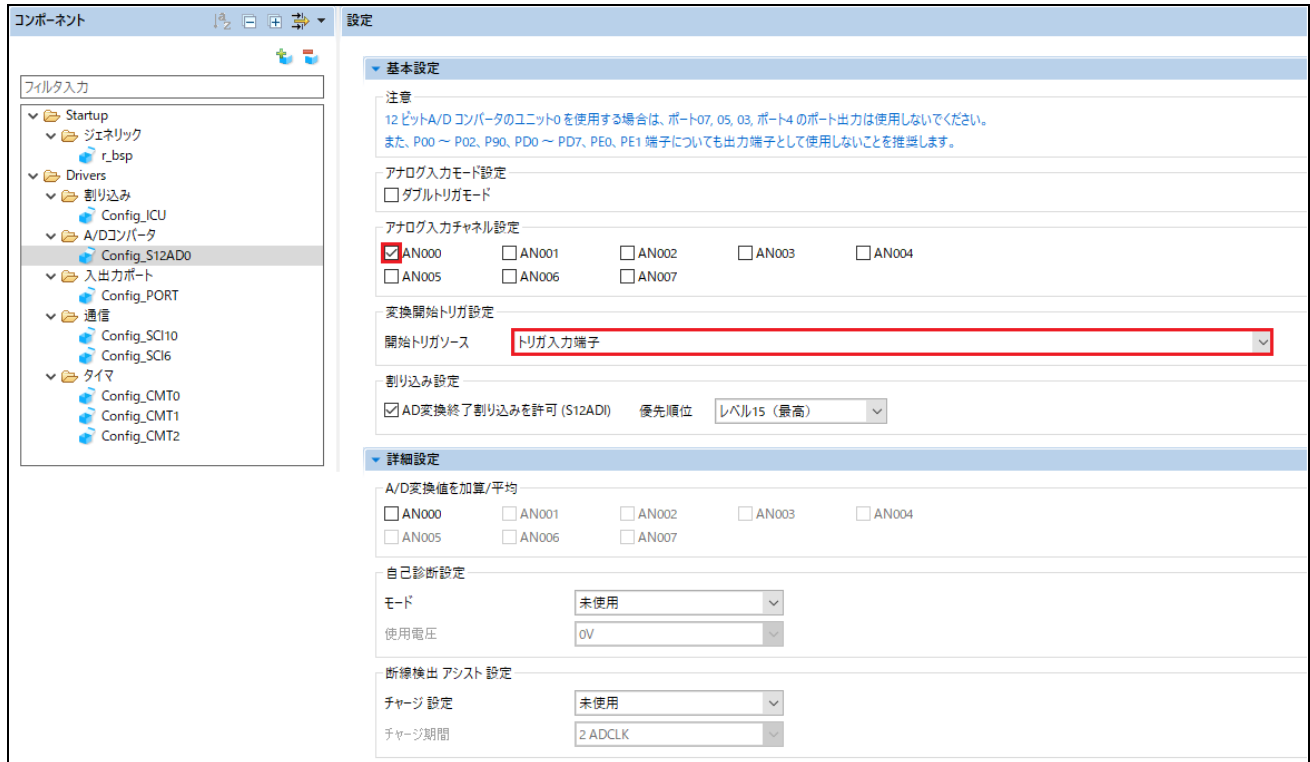 コンポーネント
フィルタ入力
Startup
ジェネリック
r_bsp
Drivers
割り込み
Config_ICU
A/Dコンバータ
Config_S12AD0
入出力ポート
Config_PORT
通信
Config_SCI10
Config_SCI6
タイマ
Config_CMT0
Config_CMT1
Config_CMT2
設定
基本設定
注意
12 ビットA/D コンバータのユニット0 を使用する場合は、ポート07, 05, 03, ポート4 のポート出力は使用しないでください。
また、P00 ～ P02、P90、PD0 ～ PD7、PE0、PE1 端子についても出力端子として使用しないことを推奨します。
アナログ入力モード設定
ダブルトリガモード
アナログ入力チャネル設定
AN000 AN001 AN002 AN003 AN004
AN005 AN006 AN007
変換開始トリガ設定
開始トリガソース トリガ入力端子
割り込み設定
AD変換終了割り込みを許可 (S12ADI) 優先順位 レベル15（最高）
詳細設定
A/D変換値を加算/平均
AN000 AN001 AN002 AN003 AN004
AN005 AN006 AN007
自己診断設定
モード 未使用
使用電圧 0V
断線検出 アシスト 設定
チャージ 設定 未使用
チャージ期間 2 ADCLK